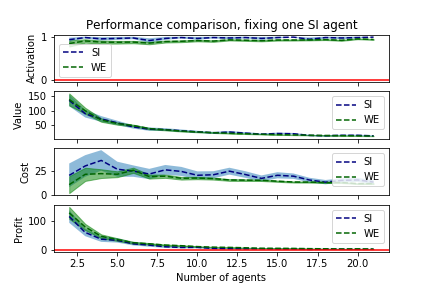 Performance comparison, fixing one SI agent
Activation
1
0
SI
WE
Value
150
100
50
SI
WE
Cost
25
0
SI
WE
Profit
100
0
SI
WE
2.5 5.0 7.5 10.0 12.5 15.0 17.5 20.0
Number of agents